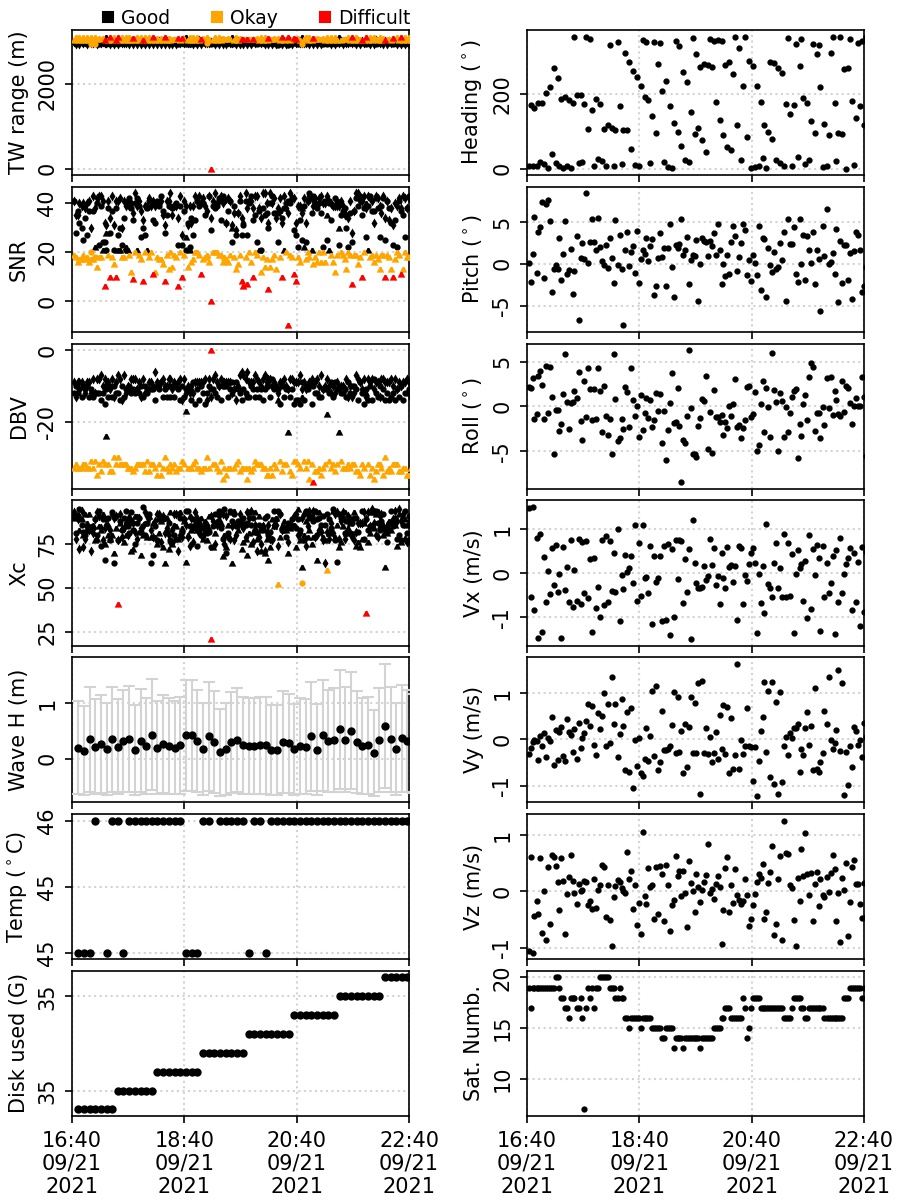 Good Okay Difficult
TW range (m)
2000
0
Heading (°)
200
0
SNR
40
20
0
Pitch (°)
5
0
-5
DBV
0
-20
Roll (°)
5
0
-5
Xc
75
50
25
Vx (m/s)
1
0
-1
Wave H (m)
1
0
Vy (m/s)
1
0
-1
Temp (°C)
46
45
45
Vz (m/s)
1
0
-1
Disk used (G)
35
35
Sat. Numb.
20
15
10
16:40 18:40 20:40 22:40
09/21 09/21 09/21 09/21
2021 2021 2021 2021
16:40 18:40 20:40 22:40
09/21 09/21 09/21 09/21
2021 2021 2021 2021